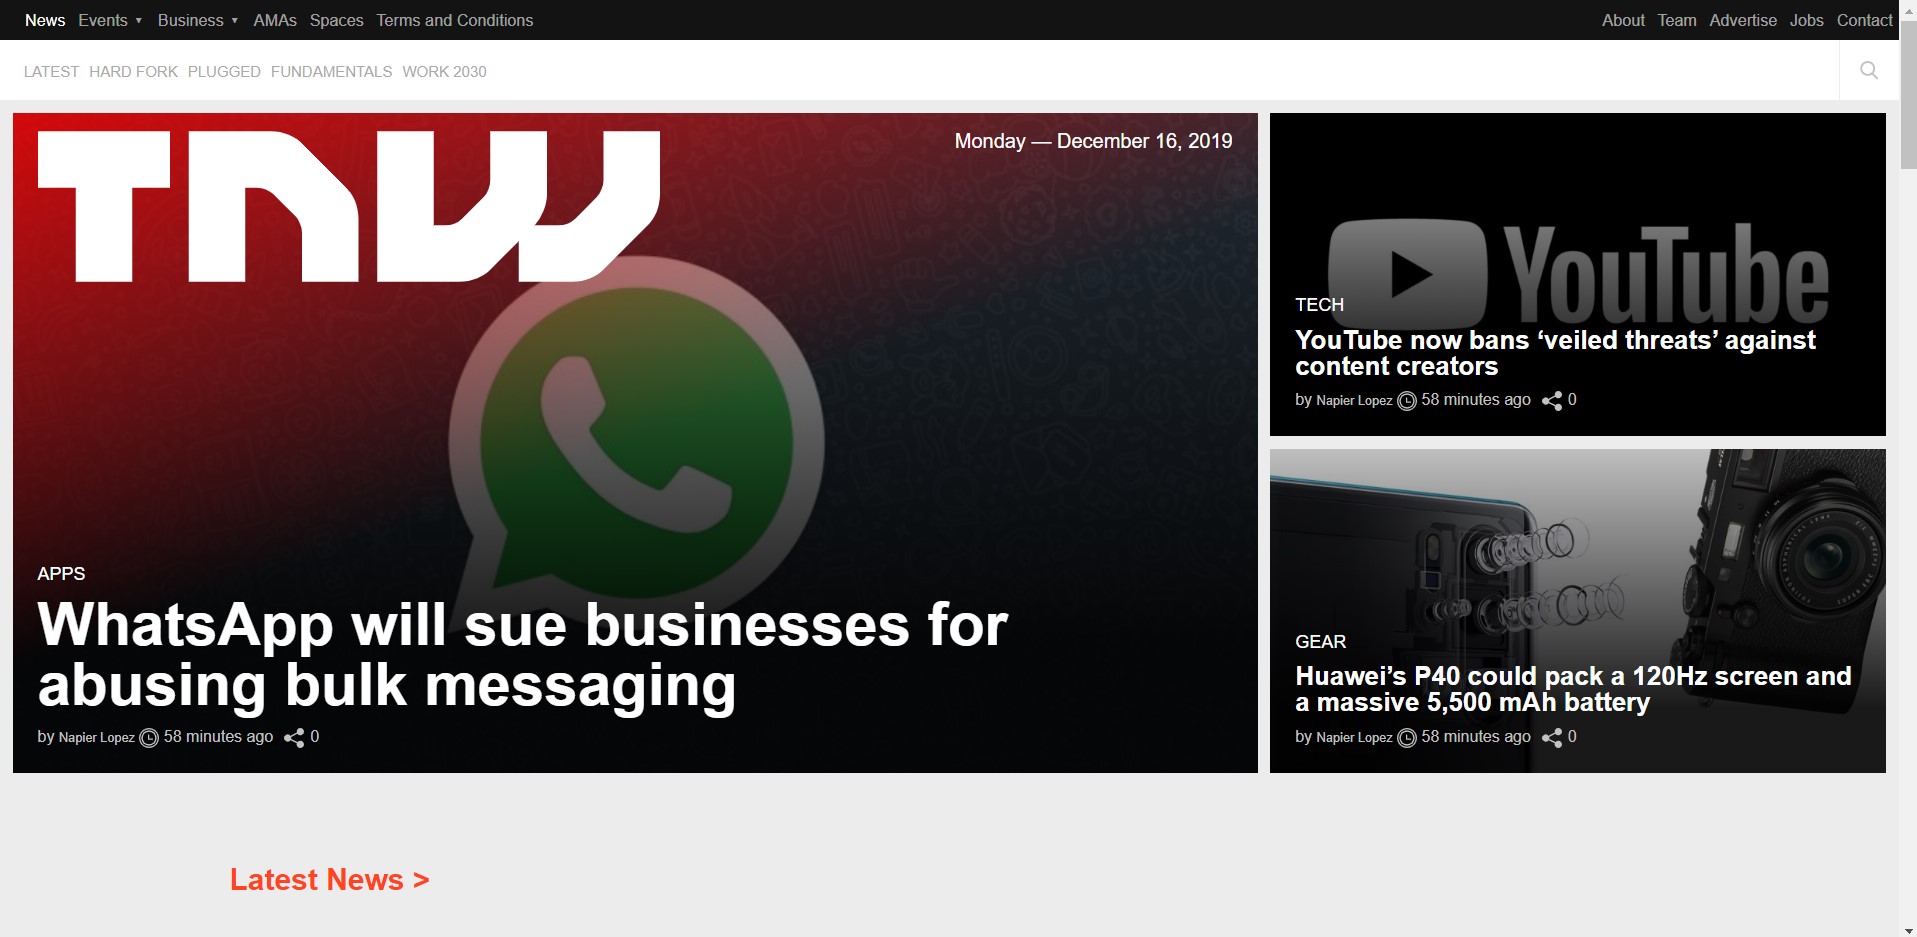 News Events Business AMAs Spaces Terms and Conditions About Team Advertise Jobs Contact
LATEST HARD FORK PLUGGED FUNDAMENTALS WORK 2030
TNW
Monday — December 16, 2019
APPS
WhatsApp will sue businesses for
abusing bulk messaging
by Napier Lopez 58 minutes ago 0
YouTube
TECH
YouTube now bans ‘veiled threats’ against
content creators
by Napier Lopez 58 minutes ago 0
GEAR
Huawei’s P40 could pack a 120Hz screen and
a massive 5,500 mAh battery
by Napier Lopez 58 minutes ago 0
Latest News >